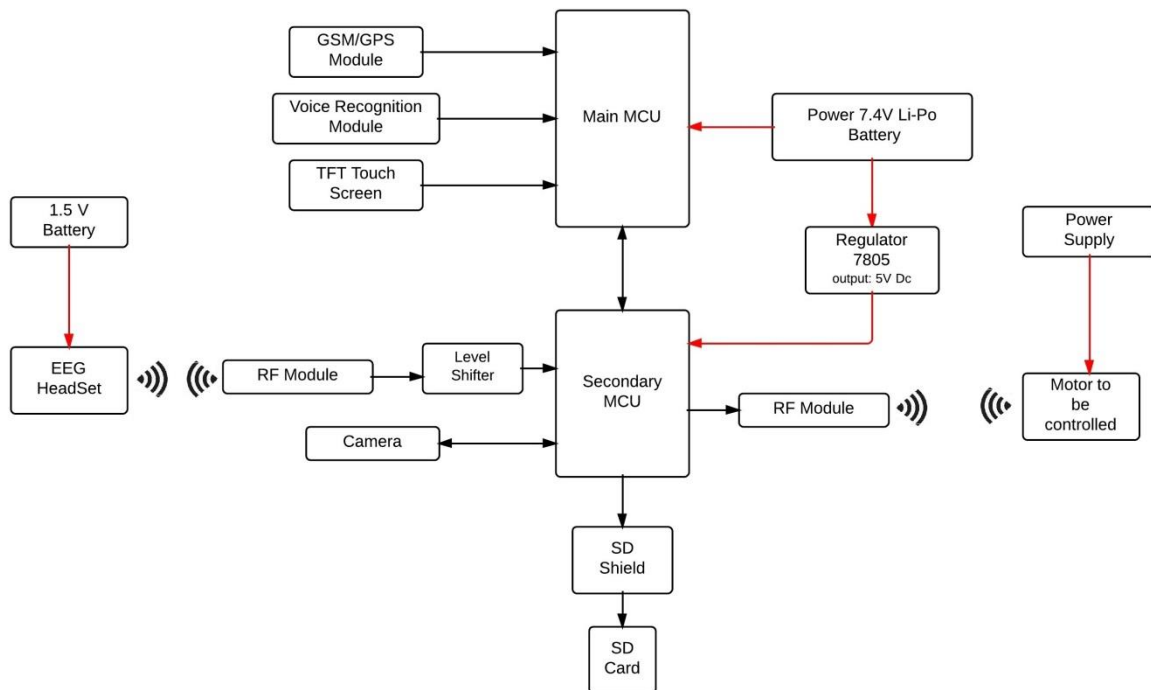 GSM/GPS
Module
Voice Recognition
Module
TFT Touch
Screen
Main MCU
Power 7.4V Li-Po
Battery
1.5 V
Battery
Regulator
7805
output: 5V Dc
Power
Supply
EEG
HeadSet
RF Module
Level
Shifter
Secondary
MCU
RF Module
Motor to
be
controlled
Camera
SD
Shield
SD
Card